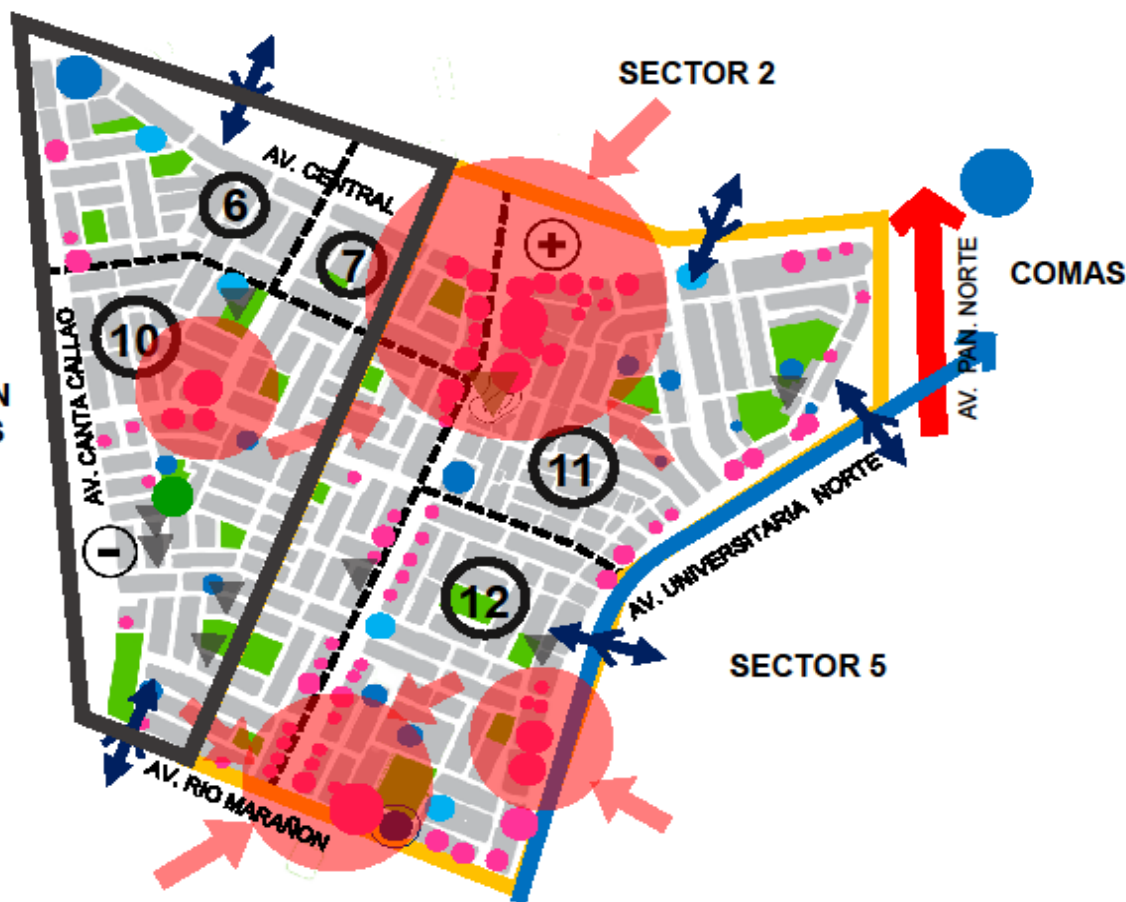 SECTOR 2
AV. CENTRAL
6
+
7
COMAS
AV. PAN. NORTE
10
AV. CANTA CALLAO
11
AV. UNIVERSITARIA NORTE
-
12
SECTOR 5
AV. RIO MARAÑON